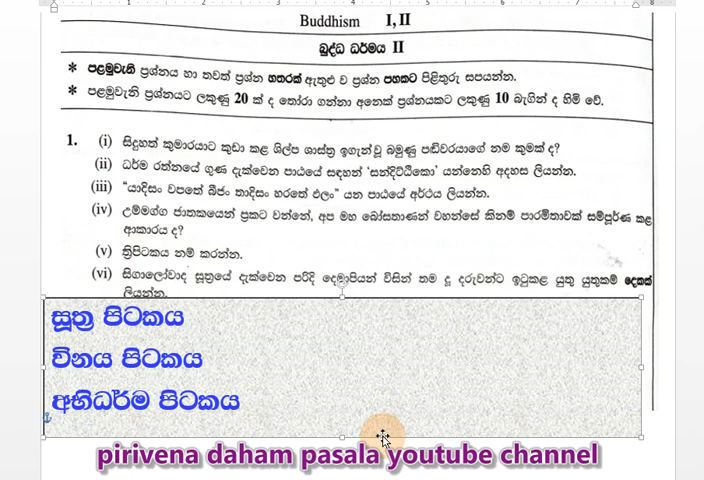 Buddhism I, II
බුද්ධ ධර්මය II
* පළමුවැනි ප්‍රශ්නය හා තවත් ප්‍රශ්න හතරක් ඇතුළු ව ප්‍රශ්න පහකට පිළිතුරු සපයන්න.
* පළමුවැනි ප්‍රශ්නයට ලකුණු 20 ක් ද තෝරා ගන්නා අනෙක් ප්‍රශ්නයකට ලකුණු 10 බැගින් ද හිමි වේ.
1. (i) සිදුහත් කුමාරයාට කුඩා කළ ශිල්ප ශාස්ත්‍ර ඉගැන්වූ බමුණු පඬිවරයාගේ නම කුමක් ද?
(ii) ධර්ම රත්නයේ ගුණ දැක්වෙන පාඨයේ සඳහන් 'සන්දිට්ඨිකො' යන්නෙහි අදහස ලියන්න.
(iii) "යාදිසං වපතේ බීජං තාදිසං හරතේ ඵලං" යන පාඨයේ අර්ථය ලියන්න.
(iv) උම්මග්ග ජාතකයෙන් ප්‍රකට වන්නේ, අප මහ බෝසතාණන් වහන්සේ කිනම් පාරමිතාවක් සම්පූර්ණ කළ
ආකාරය ද?
(v) ත්‍රිපිටකය නම් කරන්න.
(vi) සිගාලෝවාද සූත්‍රයේ දැක්වෙන පරිදි දෙමාපියන් විසින් තම දූ දරුවන්ට ඉටුකළ යුතු යුතුකම් දෙකක්
ලියන්න.
සූත්‍ර පිටකය
විනය පිටකය
අභිධර්ම පිටකය
pirivena daham pasala youtube channel